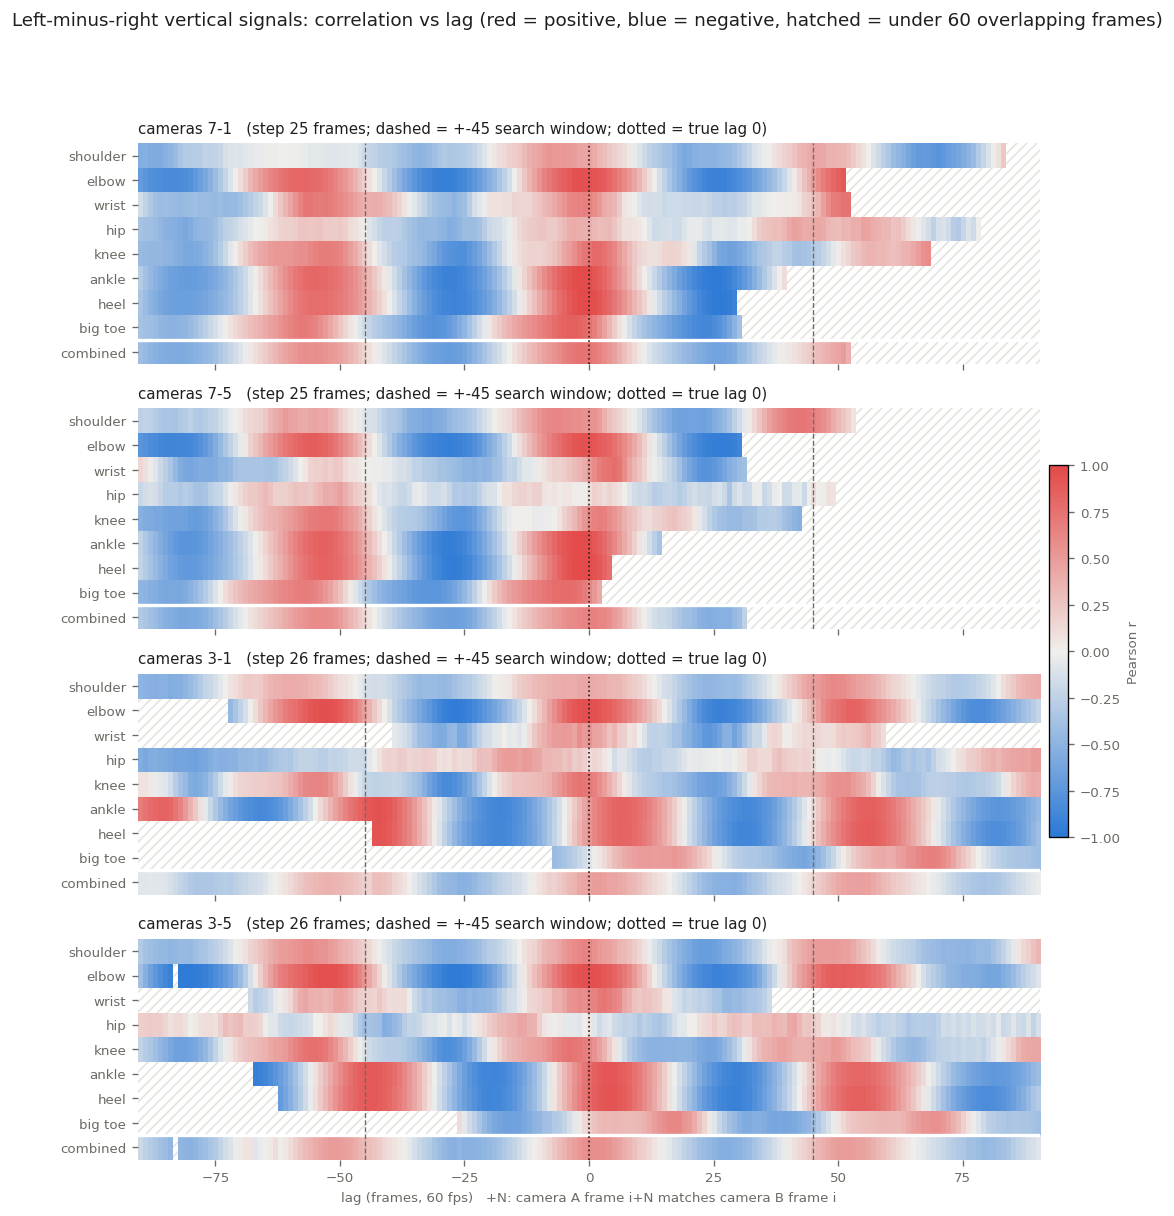 Left-minus-right vertical signals: correlation vs lag (red = positive, blue = negative, hatched = under 60 overlapping frames)
cameras 7-1   (step 25 frames; dashed = +-45 search window; dotted = true lag 0)
shoulder
elbow
wrist
hip
knee
ankle
heel
big toe
combined
cameras 7-5   (step 25 frames; dashed = +-45 search window; dotted = true lag 0)
shoulder
elbow
wrist
hip
knee
ankle
heel
big toe
combined
cameras 3-1   (step 26 frames; dashed = +-45 search window; dotted = true lag 0)
shoulder
elbow
wrist
hip
knee
ankle
heel
big toe
combined
cameras 3-5   (step 26 frames; dashed = +-45 search window; dotted = true lag 0)
shoulder
elbow
wrist
hip
knee
ankle
heel
big toe
combined
−75 −50 −25 0 25 50 75
lag (frames, 60 fps)   +N: camera A frame i+N matches camera B frame i
1.00
0.75
0.50
0.25
0.00
−0.25
−0.50
−0.75
−1.00
Pearson r